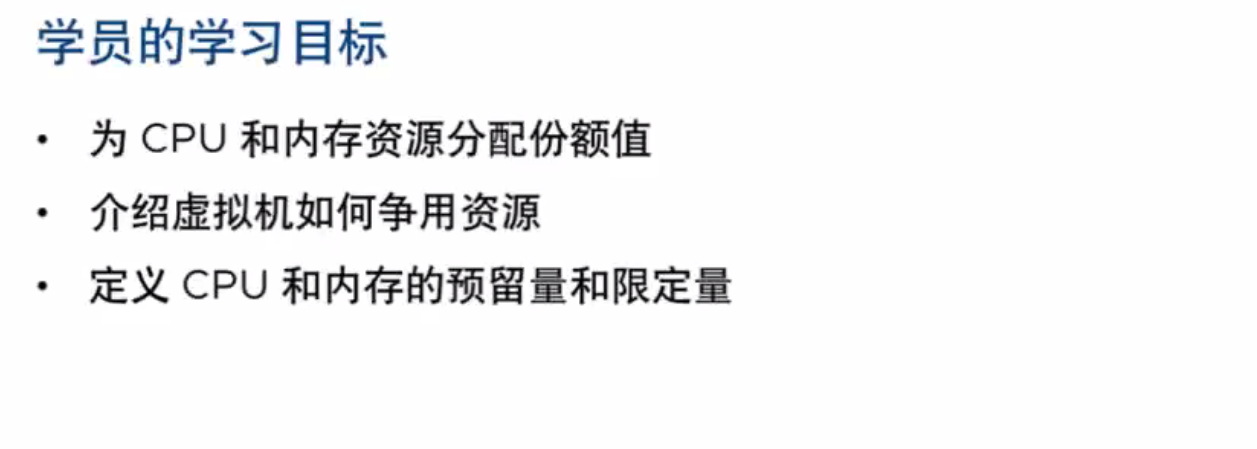 学员的学习目标
• 为 CPU 和内存资源分配份额值
• 介绍虚拟机如何争用资源
• 定义 CPU 和内存的预留量和限定量